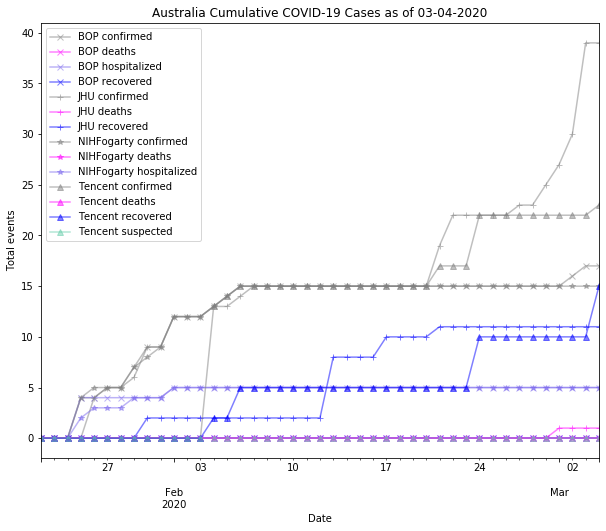 Australia Cumulative COVID-19 Cases as of 03-04-2020
40
35
30
25
20
15
10
5
0
Total events
BOP confirmed
BOP deaths
BOP hospitalized
BOP recovered
JHU confirmed
JHU deaths
JHU recovered
NIHFogarty confirmed
NIHFogarty deaths
NIHFogarty hospitalized
Tencent confirmed
Tencent deaths
Tencent recovered
Tencent suspected
27 03 10 17 24 02
Feb Mar
2020
Date